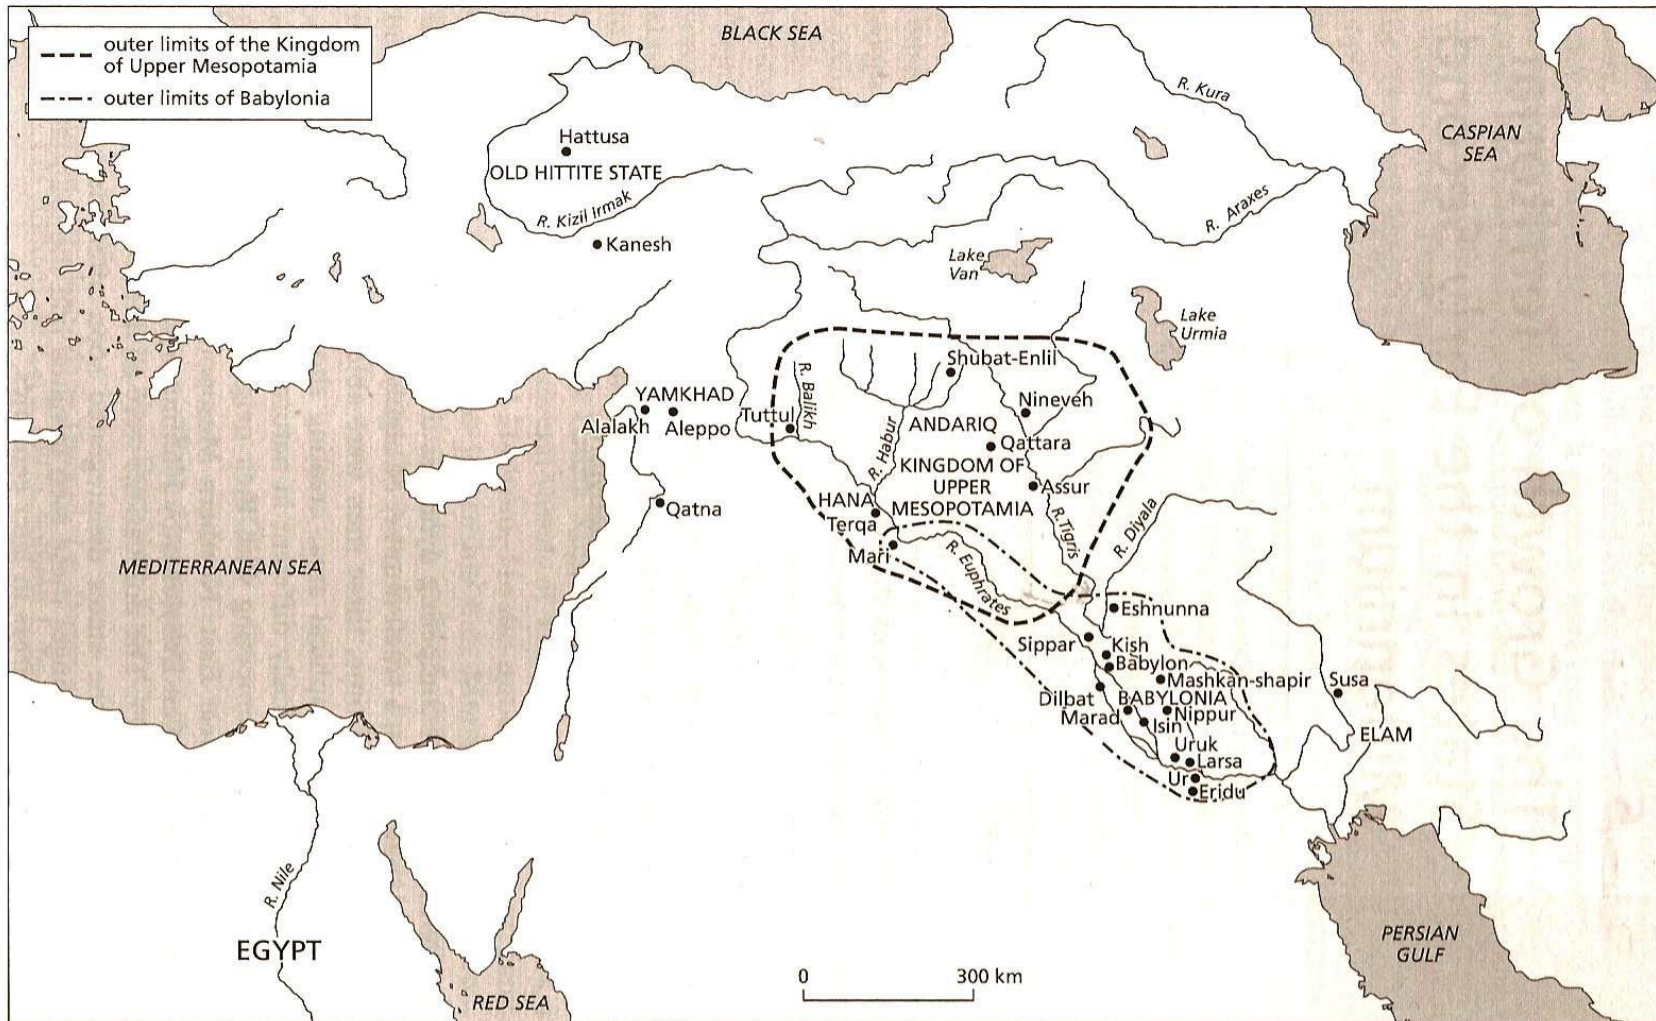 outer limits of the Kingdom
of Upper Mesopotamia
outer limits of Babylonia
BLACK SEA
R. Kura
CASPIAN
SEA
Hattusa
OLD HITTITE STATE
R. Kizil Irmak
R. Araxes
Kanesh
Lake
Van
Lake
Urmia
Shubat-Enlil
YAMKHAD
R. Balikh
Nineveh
Tuttul
Alalakh
Aleppo
ANDARIQ
R. Habur
Qattara
KINGDOM OF
UPPER
MESOPOTAMIA
Assur
HANA
Qatna
Terqa
R. Tigris
R. Diyala
Mari
R. Euphrates
MEDITERRANEAN SEA
Eshnunna
Sippar
Kish
Babylon
Mashkan-shapir
Susa
Dilbat
BABYLONIA
Marad
Nippur
Isin
ELAM
Uruk
Larsa
Ur
Eridu
R. Nile
EGYPT
PERSIAN
GULF
0 300 km
RED SEA